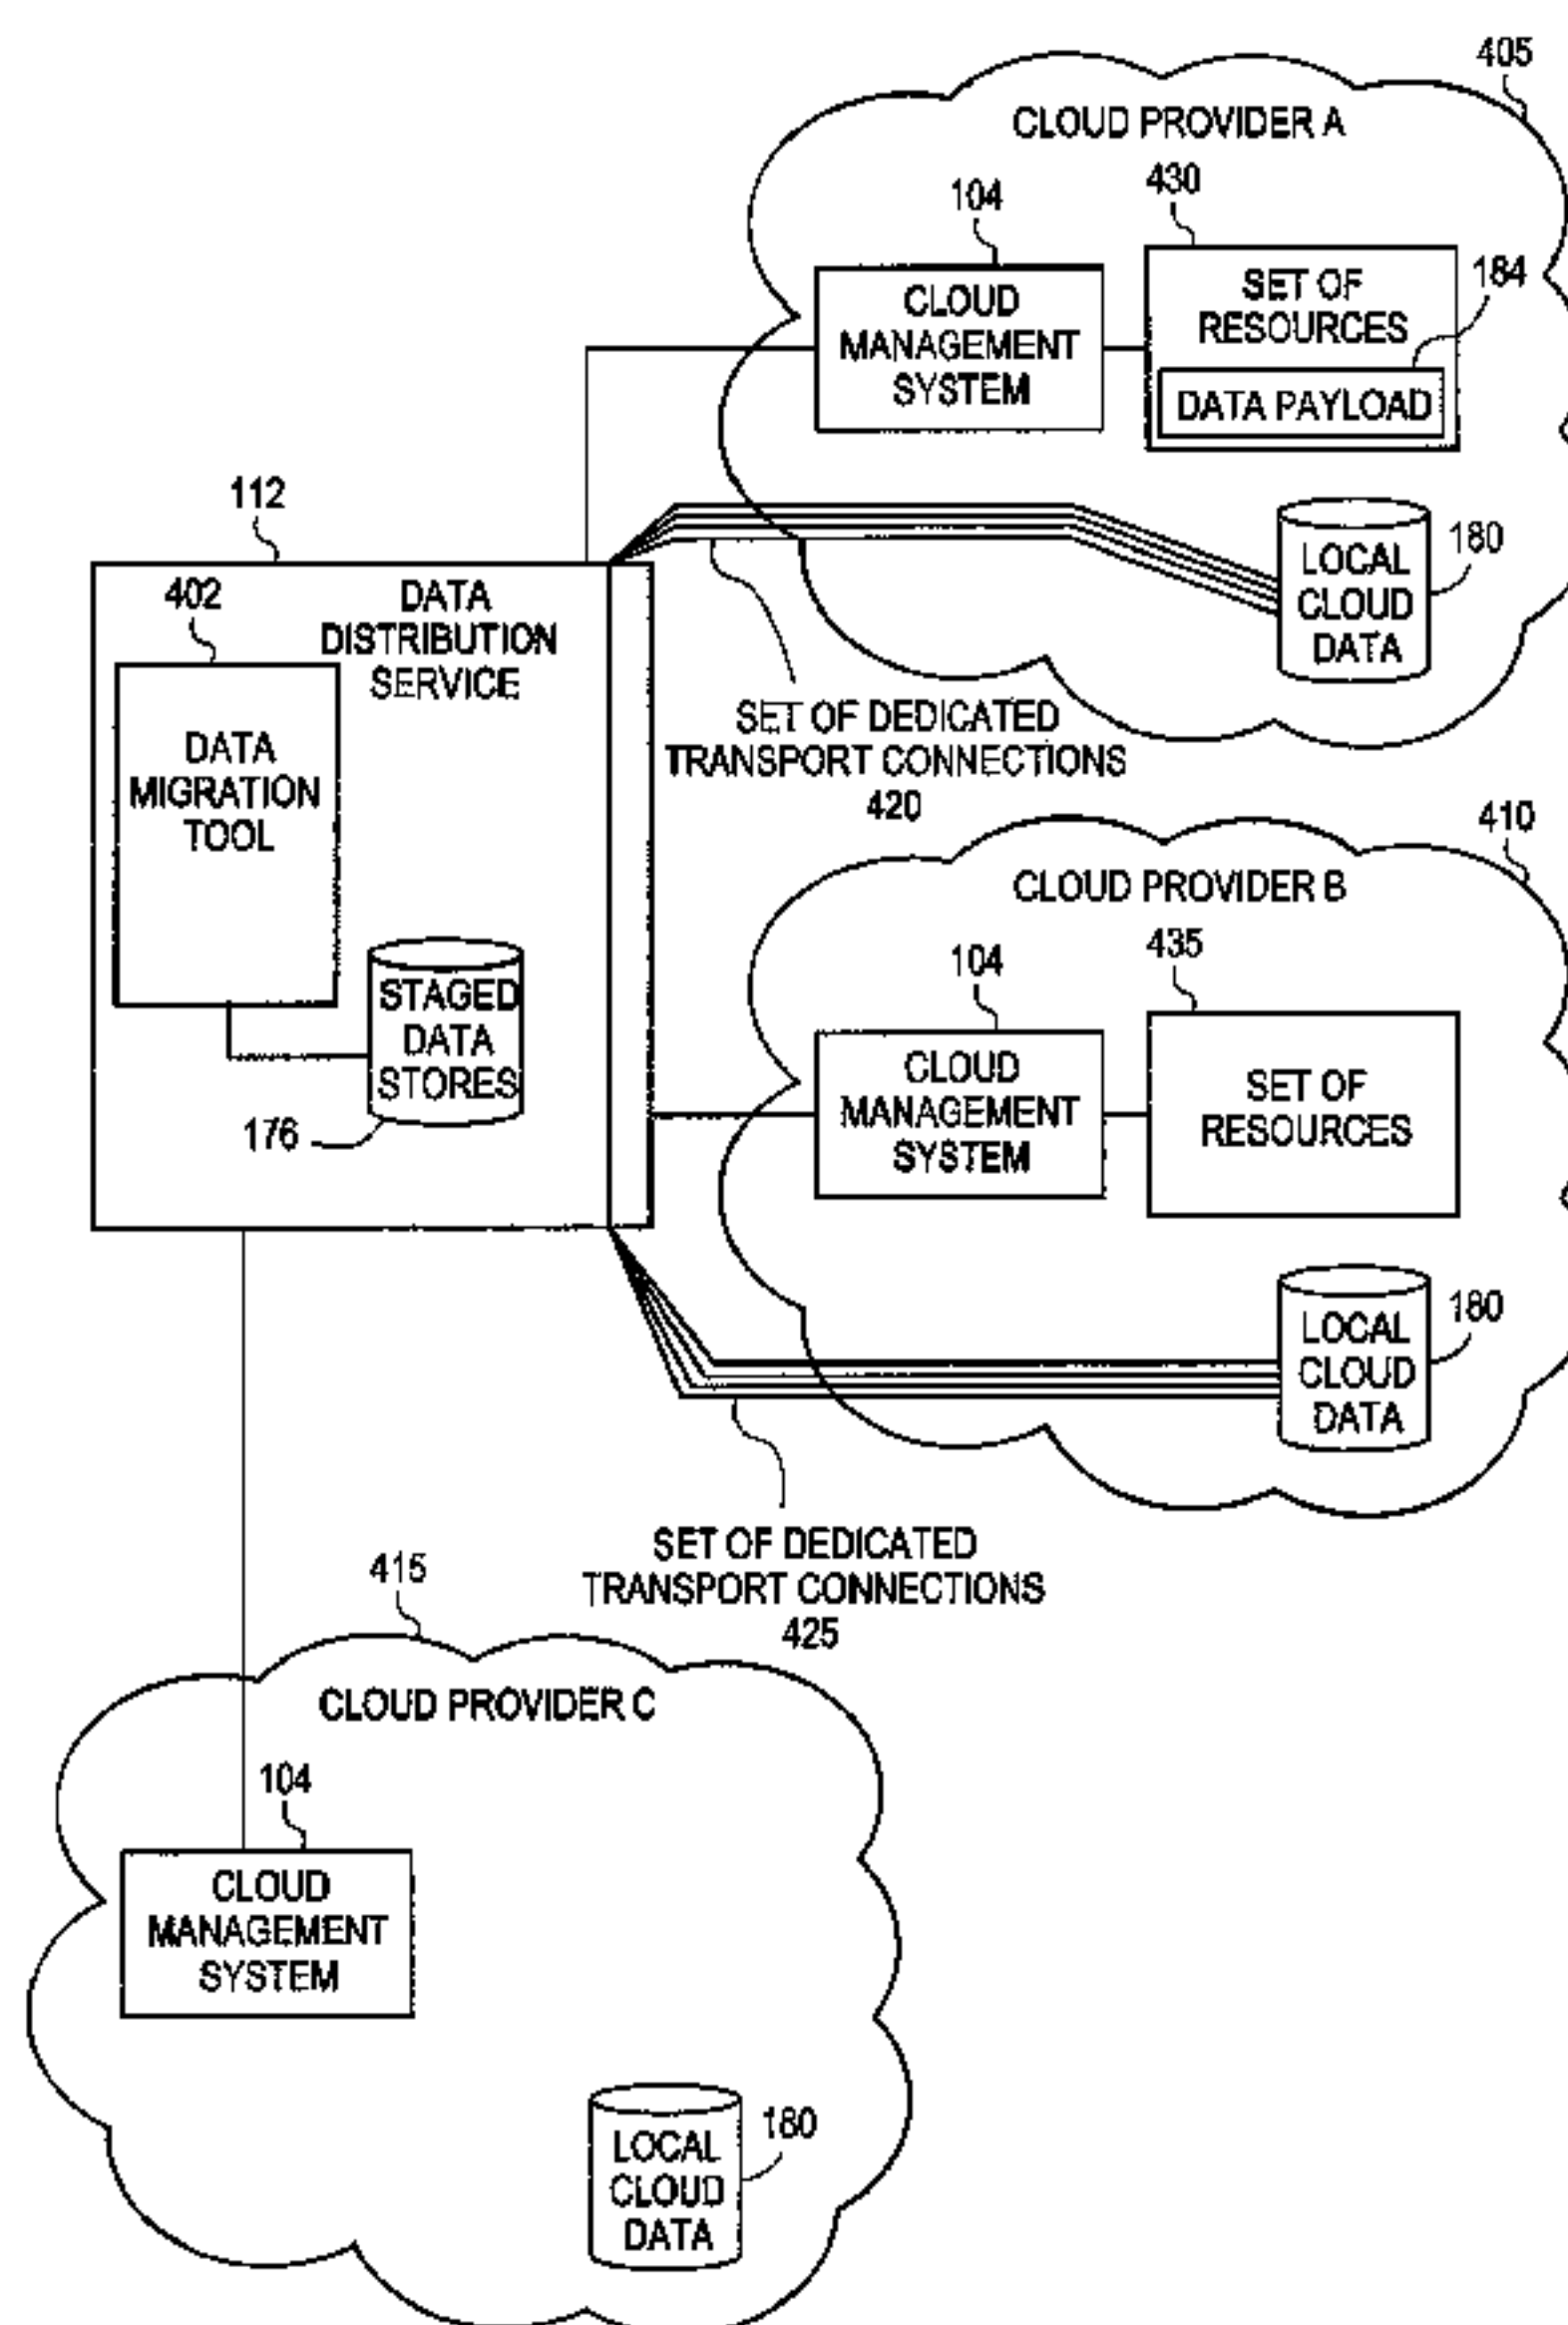 405
CLOUD PROVIDER A
430
104
184
CLOUD
MANAGEMENT
SYSTEM
SET OF
RESOURCES
DATA PAYLOAD
112
180
LOCAL
CLOUD
DATA
402
DATA
DISTRIBUTION
SERVICE
DATA
MIGRATION
TOOL
SET OF DEDICATED
TRANSPORT CONNECTIONS
420
410
CLOUD PROVIDER B
435
104
STAGED
DATA
STORES
176
CLOUD
MANAGEMENT
SYSTEM
SET OF
RESOURCES
180
LOCAL
CLOUD
DATA
SET OF DEDICATED
TRANSPORT CONNECTIONS
425
415
CLOUD PROVIDER C
104
CLOUD
MANAGEMENT
SYSTEM
180
LOCAL
CLOUD
DATA